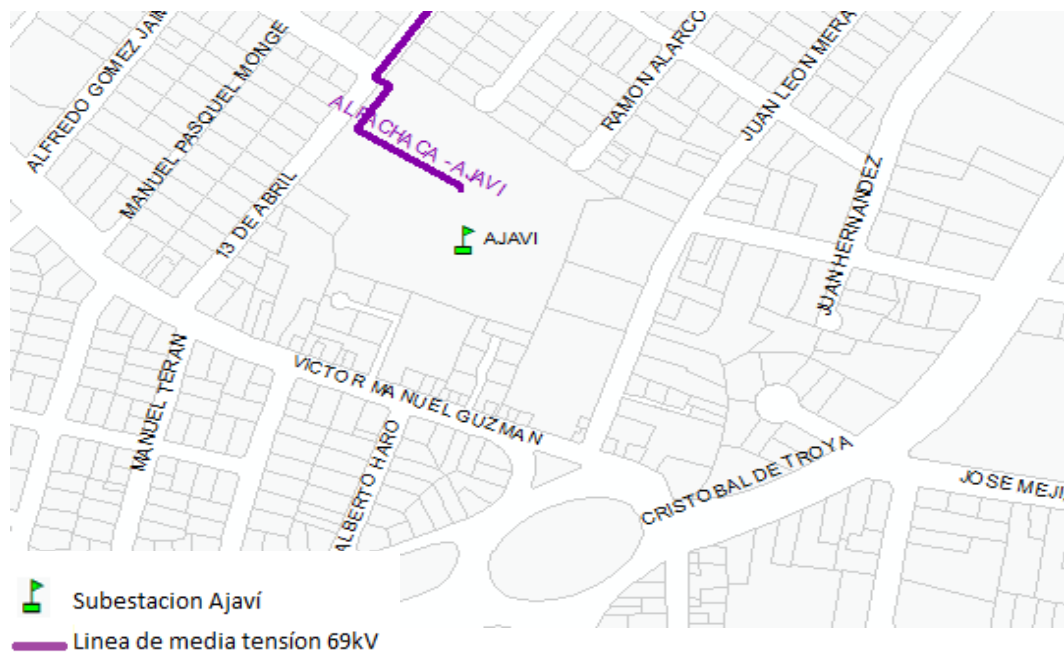 ALFREDO GOMEZ JAM
MANUEL PASQUEL MONGE
13 DE ABRIL
ALPACHACA - AJAVI
AJAVI
RAMON ALARCO
JUAN LEON MERA
JUAN HERNANDEZ
VICTOR MANUEL GUZMAN
MANUEL TERAN
ALBERTO HARO
CRISTOBAL DE TROYA
JOSE MEJI
Subestacion Ajaví
Linea de media tensíon 69kV